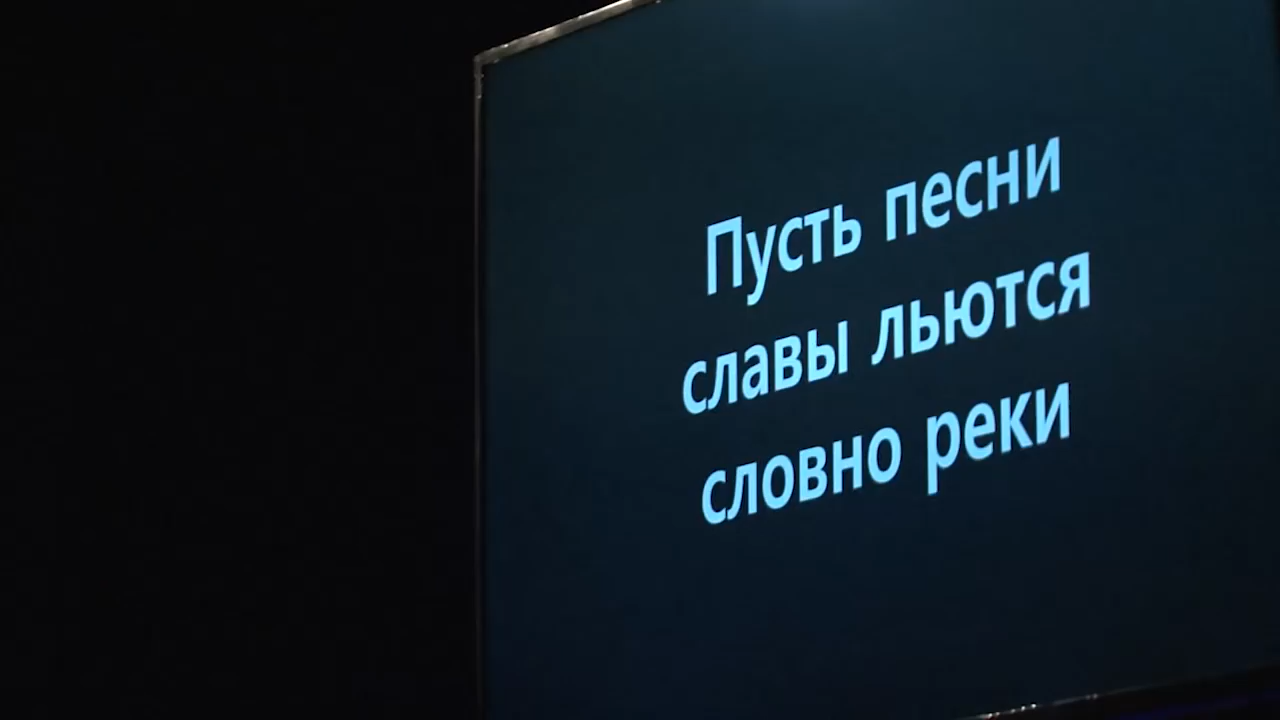 Пусть песни
славы льются
словно реки